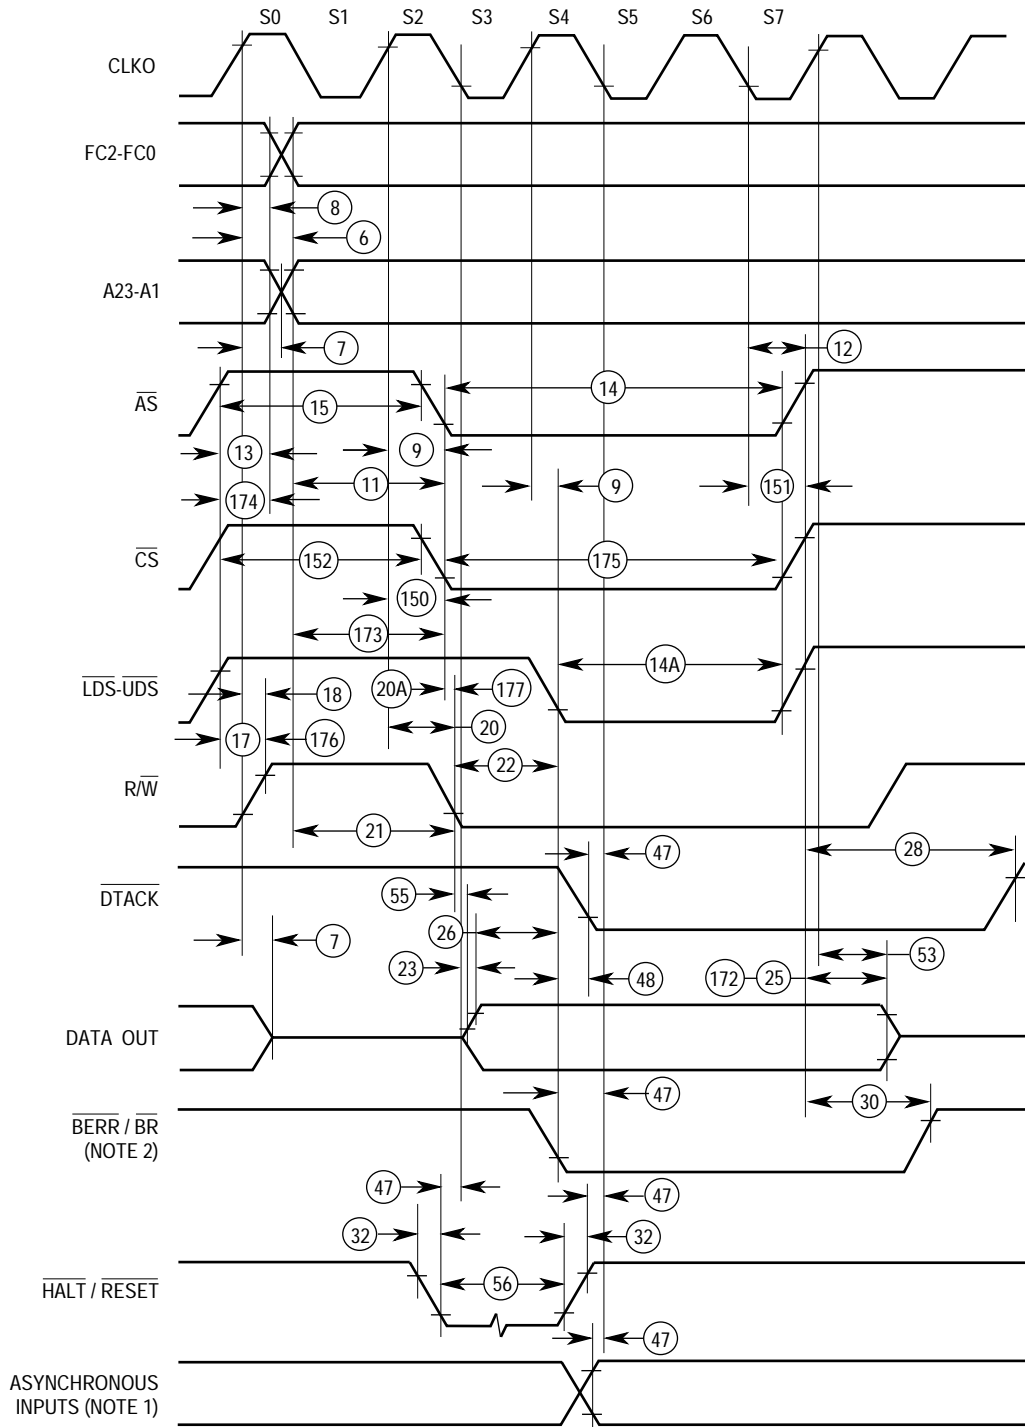 S0 S1 S2 S3 S4 S5 S6 S7
CLKO
FC2-FC0
8
6
A23-A1
7
12
AS
14
15
13
9
11
9
151
174
CS
152
175
150
173
LDS-UDS
14A
18
20A
177
20
17
176
22
R/W
21
47
28
DTACK
55
26
7
23
48
53
172
25
DATA OUT
47
30
BERR / BR
(NOTE 2)
47
47
32
32
HALT / RESET
56
47
ASYNCHRONOUS
INPUTS (NOTE 1)